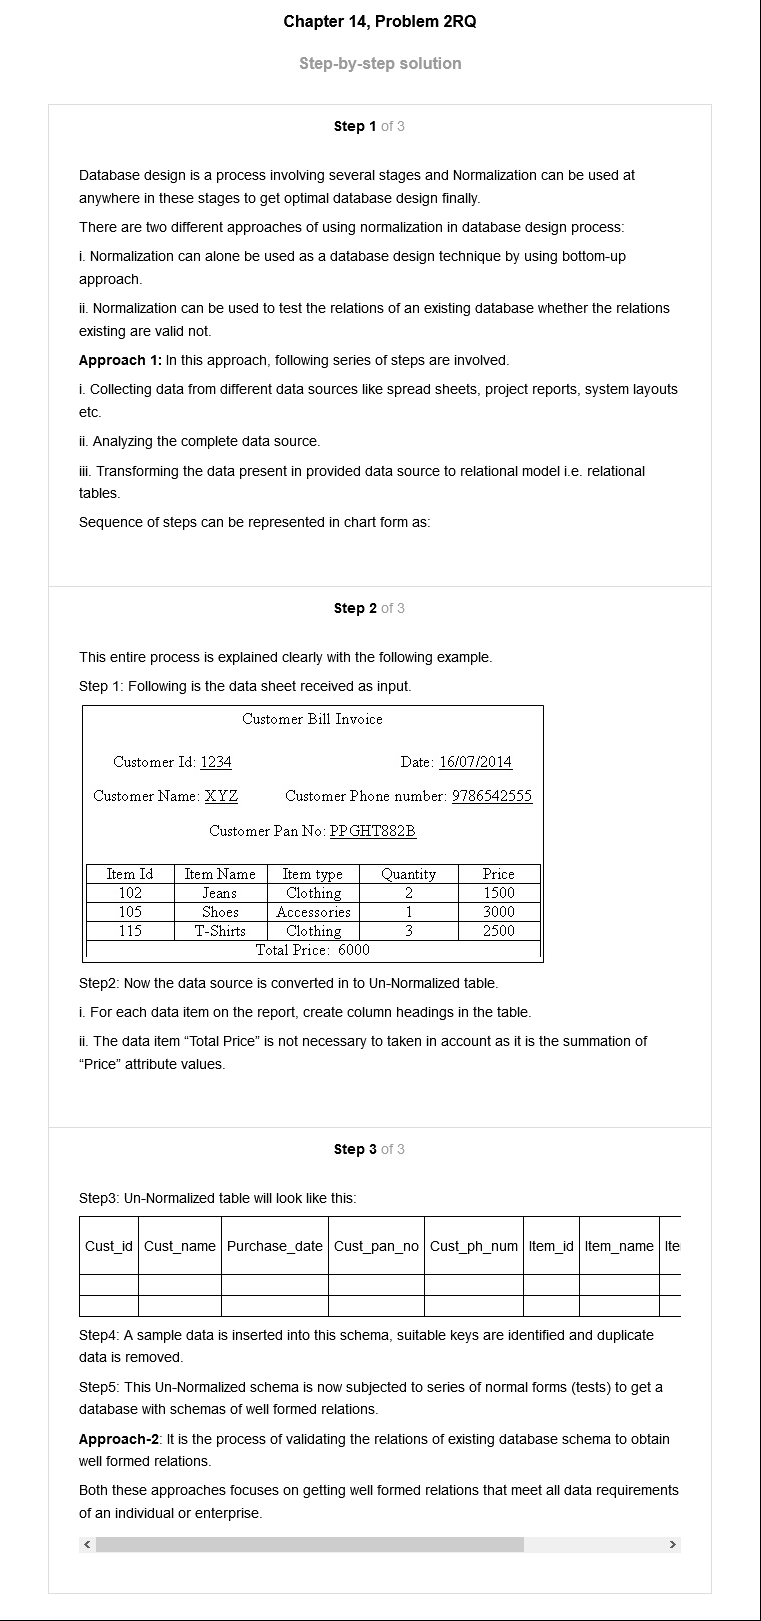 Chapter 14, Problem 2RQ
Step-by-step solution
Step 1 of 3
Database design is a process involving several stages and Normalization can be used at
anywhere in these stages to get optimal database design finally.
There are two different approaches of using normalization in database design process:
i. Normalization can alone be used as a database design technique by using bottom-up
approach.
ii. Normalization can be used to test the relations of an existing database whether the relations
existing are valid not.
Approach 1: In this approach, following series of steps are involved.
i. Collecting data from different data sources like spread sheets, project reports, system layouts
etc.
ii. Analyzing the complete data source.
iii. Transforming the data present in provided data source to relational model i.e. relational
tables.
Sequence of steps can be represented in chart form as:
Step 2 of 3
This entire process is explained clearly with the following example.
Step 1: Following is the data sheet received as input.
Customer Bill Invoice
Customer Id: 1234 Date: 16/07/2014
Customer Name: XYZ Customer Phone number: 9786542555
Customer Pan No: PPGHT882B
Item Id Item Name Item type Quantity Price
102 Jeans Clothing 2 1500
105 Shoes Accessories 1 3000
115 T-Shirts Clothing 3 2500
Total Price: 6000
Step2: Now the data source is converted in to Un-Normalized table.
i. For each data item on the report, create column headings in the table.
ii. The data item “Total Price” is not necessary to taken in account as it is the summation of
“Price” attribute values.
Step 3 of 3
Step3: Un-Normalized table will look like this:
Cust_id Cust_name Purchase_date Cust_pan_no Cust_ph_num Item_id Item_name Ite
Step4: A sample data is inserted into this schema, suitable keys are identified and duplicate
data is removed.
Step5: This Un-Normalized schema is now subjected to series of normal forms (tests) to get a
database with schemas of well formed relations.
Approach-2: It is the process of validating the relations of existing database schema to obtain
well formed relations.
Both these approaches focuses on getting well formed relations that meet all data requirements
of an individual or enterprise.